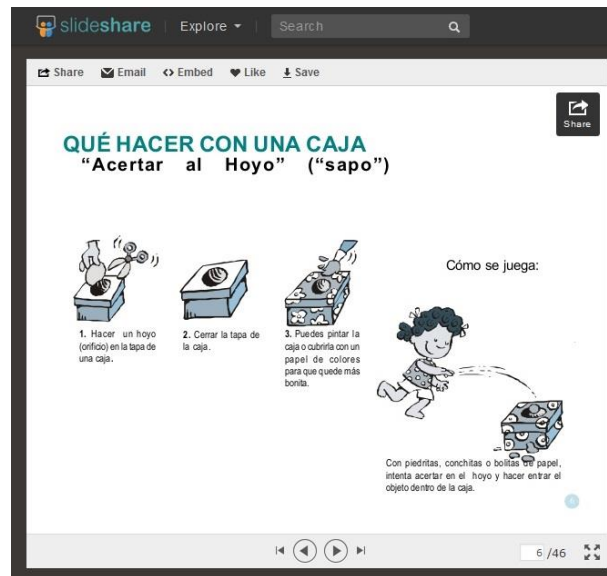 slideshare Explore Search
Share Email Embed Like Save
Share
QUÉ HACER CON UNA CAJA
“Acertar al Hoyo” (“sapo”)
Cómo se juega:
1. Hacer un hoyo
(orificio) en la tapa de
una caja.
2. Cerrar la tapa de
la caja.
3. Puedes pintar la
caja o cubrirla con un
papel de colores
para que quede más
bonita.
Con piedritas, conchitas o bolitas de papel,
intenta acertar en el hoyo y hacer entrar el
objeto dentro de la caja.
6
6 /46